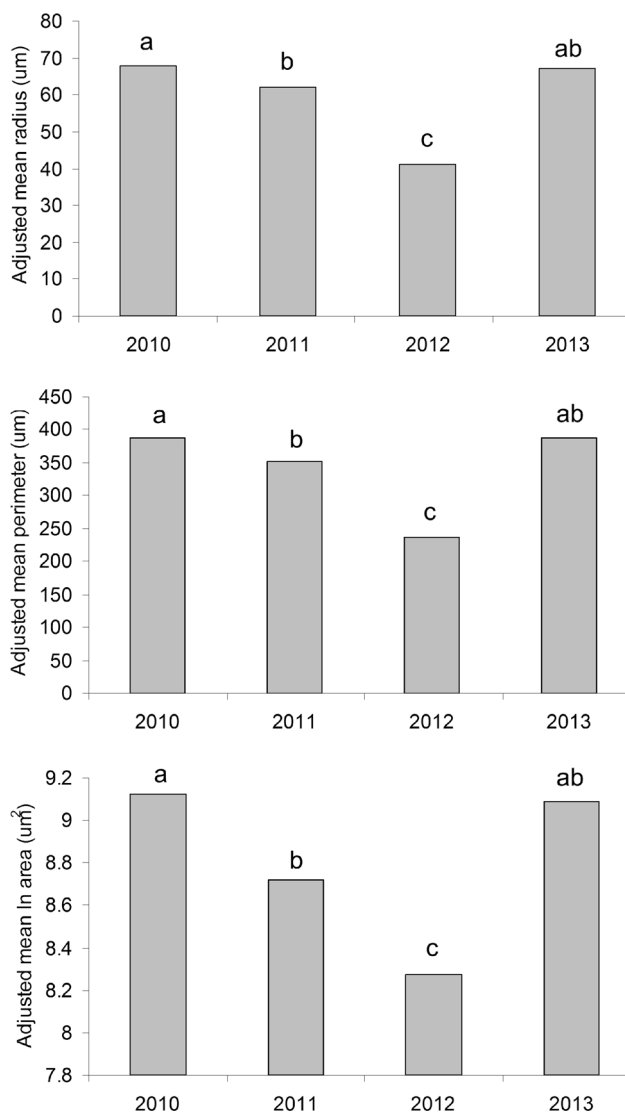 Adjusted mean radius (um)
80
70
60
50
40
30
20
10
0
a
b
c
ab
2010 2011 2012 2013
Adjusted mean perimeter (um)
450
400
350
300
250
200
150
100
50
0
a
b
c
ab
2010 2011 2012 2013
Adjusted mean ln area (um²)
9.2
9
8.8
8.6
8.4
8.2
8
7.8
a
b
c
ab
2010 2011 2012 2013